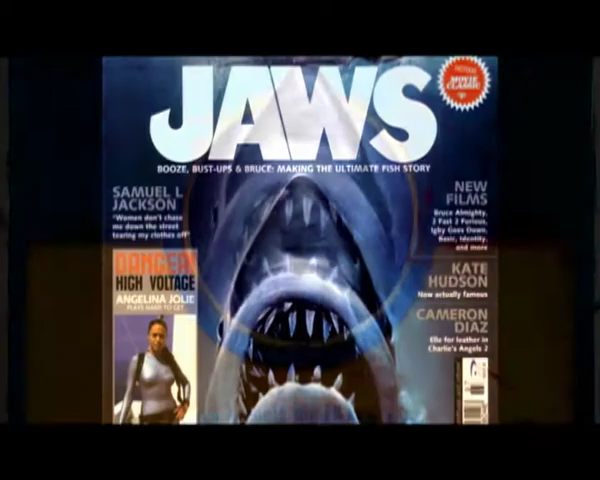 JAWS
MOVIE
CLASSIC
BOOZE, BUST-UPS & BRUCE: MAKING THE ULTIMATE FISH STORY
SAMUEL L
JACKSON
"Women don't chase
me down the street
tearing my clothes off"
DANGER
HIGH VOLTAGE
ANGELINA JOLIE
PLAYS HARD TO GET
NEW
FILMS
Bruce Almighty,
2 Fast 2 Furious,
Igby Goes Down,
Basic, Identity,
and more
KATE
HUDSON
Now actually famous
CAMERON
DIAZ
Elle for leather in
Charlie's Angels 2